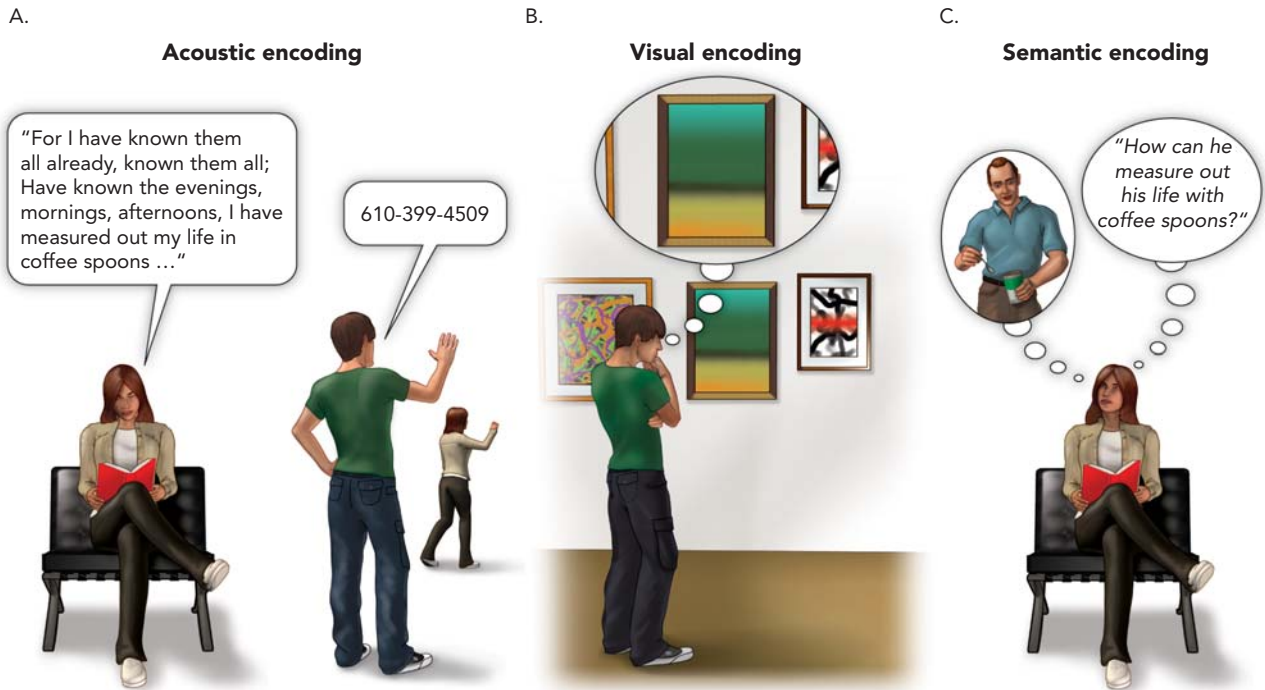 A.
Acoustic encoding
“For I have known them
all already, known them all;
Have known the evenings,
mornings, afternoons, I have
measured out my life in
coffee spoons ...“
610-399-4509
B.
Visual encoding
C.
Semantic encoding
“How can he
measure out
his life with
coffee spoons?“